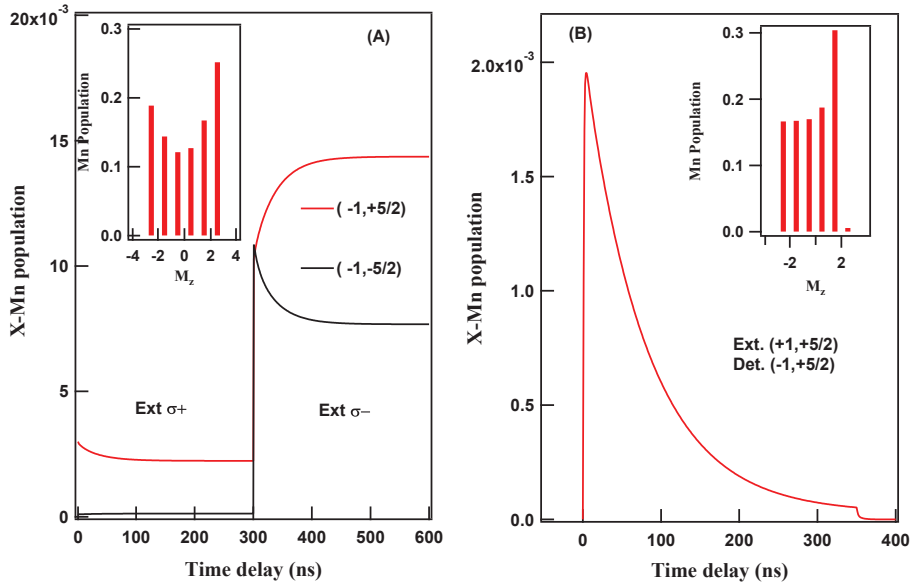 (A)
20x10⁻³
15
10
5
0
X-Mn population
0 100 200 300 400 500 600
Time delay (ns)
0.3
0.2
0.1
0.0
Mn Population
-4 -2 0 2 4
M_z
( -1,+5/2)
( -1,-5/2)
Ext σ+
Ext σ−
(B)
2.0x10⁻³
1.5
1.0
0.5
0.0
X-Mn population
0 100 200 300 400
Time delay (ns)
0.3
0.2
0.1
0.0
Mn Population
-2 2
M_z
Ext. (+1,+5/2)
Det. (-1,+5/2)